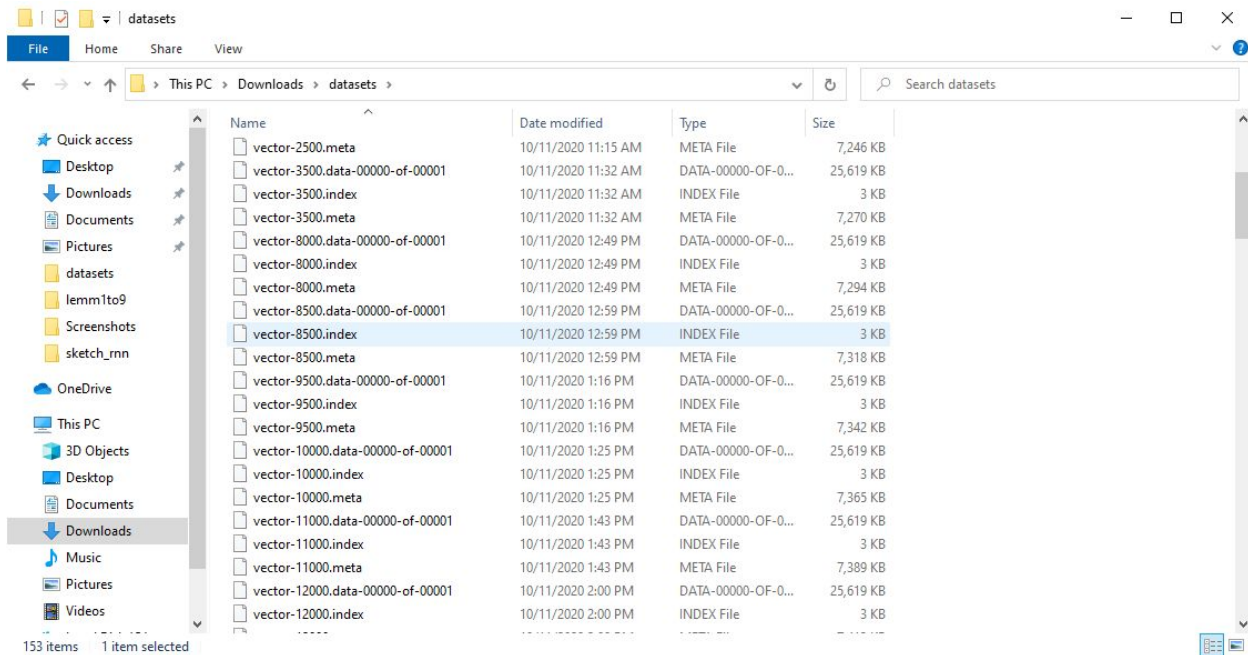 datasets
File Home Share View
This PC > Downloads > datasets >
Search datasets
Name Date modified Type Size
Quick access
Desktop
Downloads
Documents
Pictures
datasets
lemm1to9
Screenshots
sketch_rnn
OneDrive
This PC
3D Objects
Desktop
Documents
Downloads
Music
Pictures
Videos
vector-2500.meta 10/11/2020 11:15 AM META File 7,246 KB
vector-3500.data-00000-of-00001 10/11/2020 11:32 AM DATA-00000-OF-0... 25,619 KB
vector-3500.index 10/11/2020 11:32 AM INDEX File 3 KB
vector-3500.meta 10/11/2020 11:32 AM META File 7,270 KB
vector-8000.data-00000-of-00001 10/11/2020 12:49 PM DATA-00000-OF-0... 25,619 KB
vector-8000.index 10/11/2020 12:49 PM INDEX File 3 KB
vector-8000.meta 10/11/2020 12:49 PM META File 7,294 KB
vector-8500.data-00000-of-00001 10/11/2020 12:59 PM DATA-00000-OF-0... 25,619 KB
vector-8500.index 10/11/2020 12:59 PM INDEX File 3 KB
vector-8500.meta 10/11/2020 12:59 PM META File 7,318 KB
vector-9500.data-00000-of-00001 10/11/2020 1:16 PM DATA-00000-OF-0... 25,619 KB
vector-9500.index 10/11/2020 1:16 PM INDEX File 3 KB
vector-9500.meta 10/11/2020 1:16 PM META File 7,342 KB
vector-10000.data-00000-of-00001 10/11/2020 1:25 PM DATA-00000-OF-0... 25,619 KB
vector-10000.index 10/11/2020 1:25 PM INDEX File 3 KB
vector-10000.meta 10/11/2020 1:25 PM META File 7,365 KB
vector-11000.data-00000-of-00001 10/11/2020 1:43 PM DATA-00000-OF-0... 25,619 KB
vector-11000.index 10/11/2020 1:43 PM INDEX File 3 KB
vector-11000.meta 10/11/2020 1:43 PM META File 7,389 KB
vector-12000.data-00000-of-00001 10/11/2020 2:00 PM DATA-00000-OF-0... 25,619 KB
vector-12000.index 10/11/2020 2:00 PM INDEX File 3 KB
153 items 1 item selected